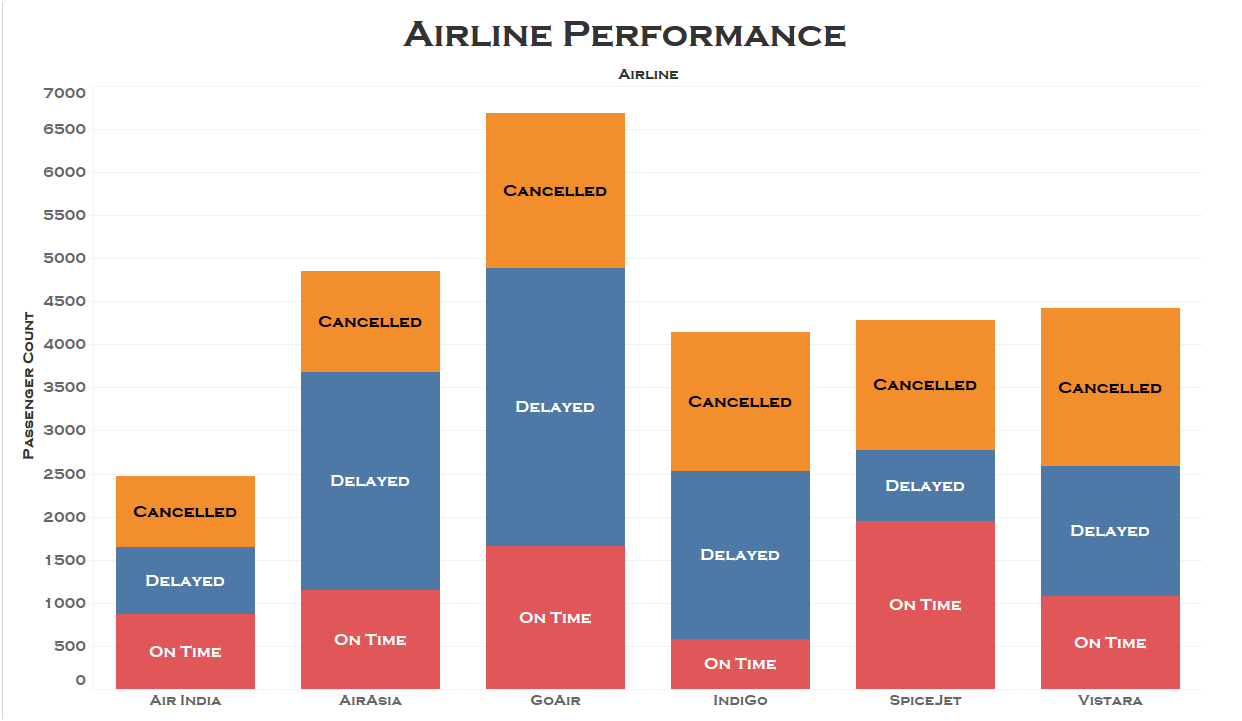 Airline Performance
Airline
7000
6500
6000
5500
5000
4500
4000
3500
3000
2500
2000
1500
1000
500
0
Passenger Count
Cancelled
Delayed
On Time
Cancelled
Delayed
On Time
Cancelled
Delayed
On Time
Cancelled
Delayed
On Time
Cancelled
Delayed
On Time
Cancelled
Delayed
On Time
Air India
AirAsia
GoAir
IndiGo
SpiceJet
Vistara